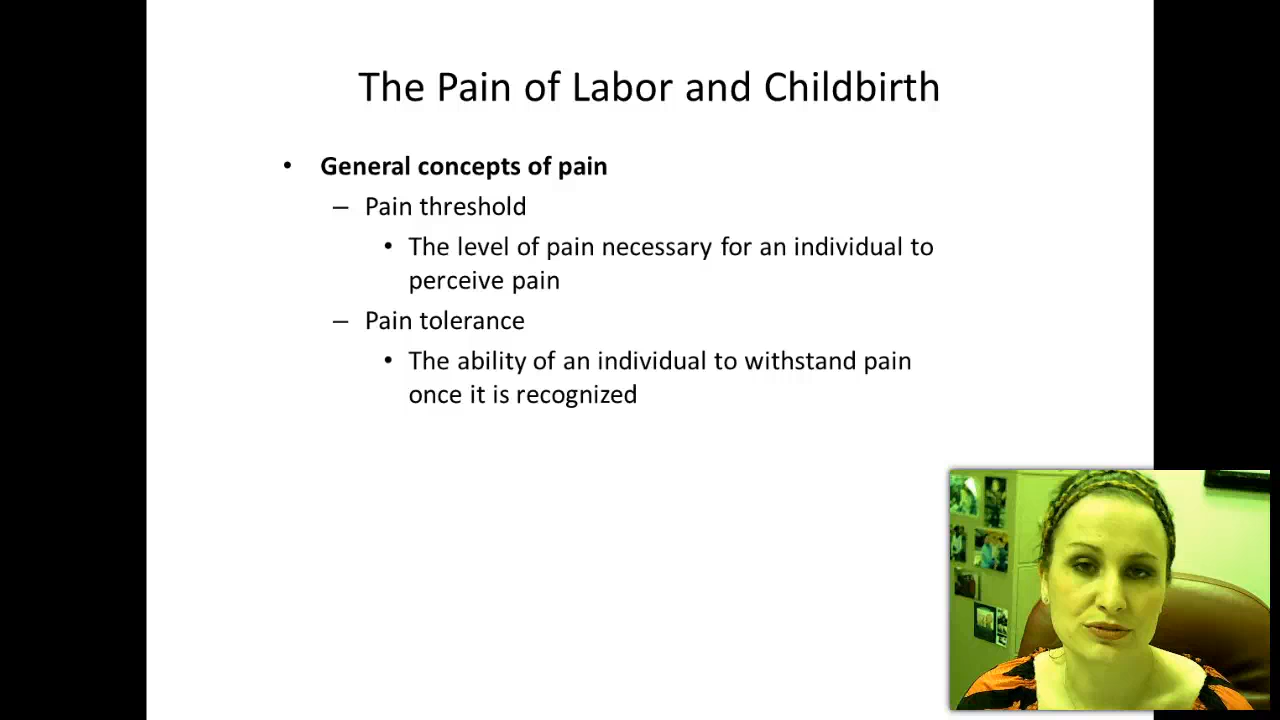 The Pain of Labor and Childbirth
• General concepts of pain
– Pain threshold
• The level of pain necessary for an individual to
perceive pain
– Pain tolerance
• The ability of an individual to withstand pain
once it is recognized